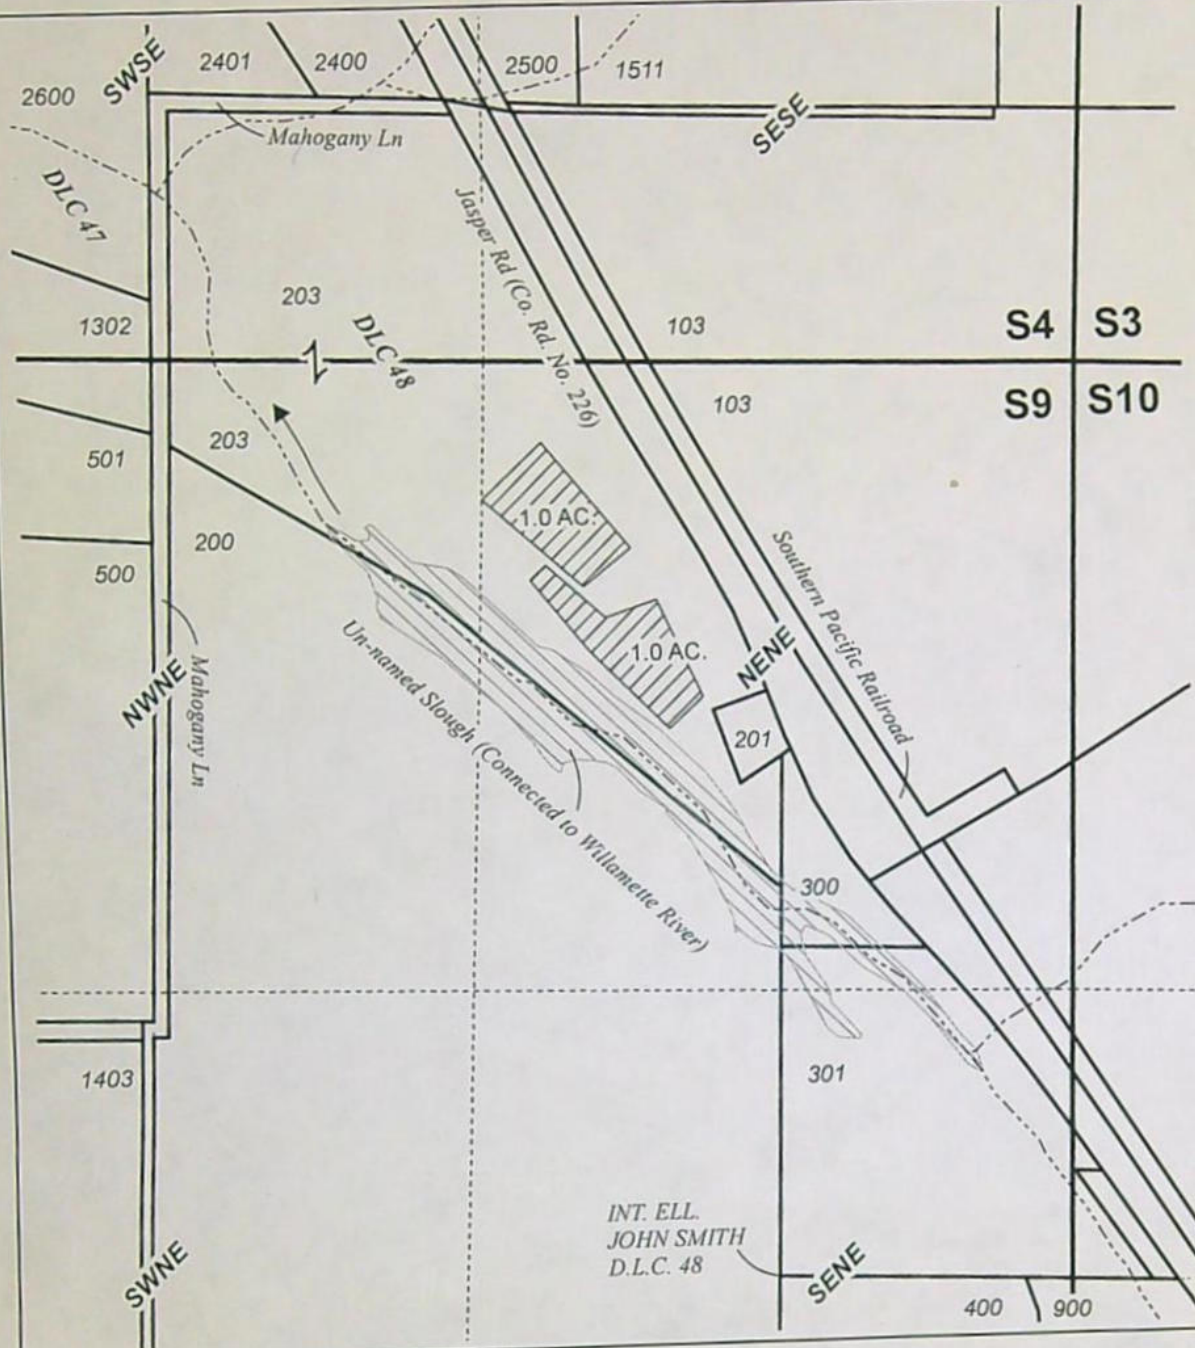 2401
2400
2500
1511
2600
SWSE
SESE
Mahogany Ln
DLC 47
Jasper Rd (Co. Rd. No. 226)
203
DLC 48
1302
103
S4
S3
103
S9
S10
203
501
200
500
1.0 AC.
1.0 AC.
Southern Pacific Railroad
NENE
NWNE
Mahogany Ln
Un-named Slough (Connected to Willamette River)
201
300
301
1403
INT. ELL.
JOHN SMITH
D.L.C. 48
SWNE
SENE
400
900